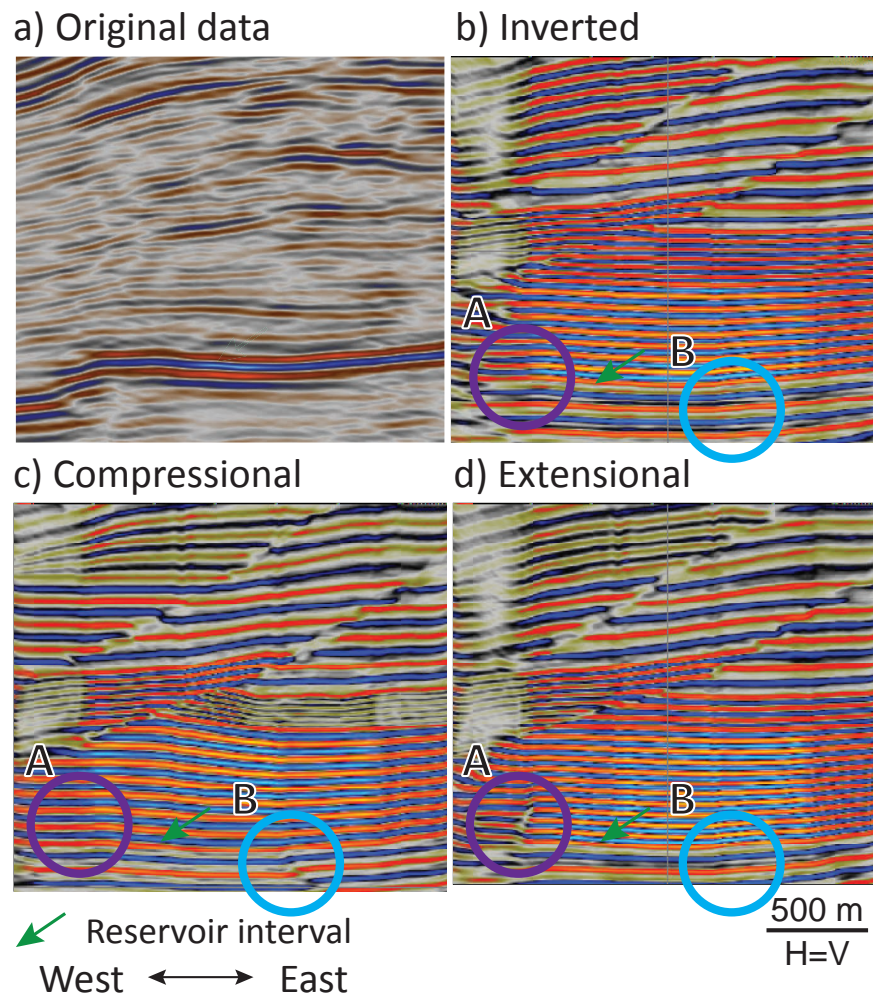 a) Original data
b) Inverted
A
B
c) Compressional
d) Extensional
A
B
A
B
Reservoir interval
West East
500 m
H=V